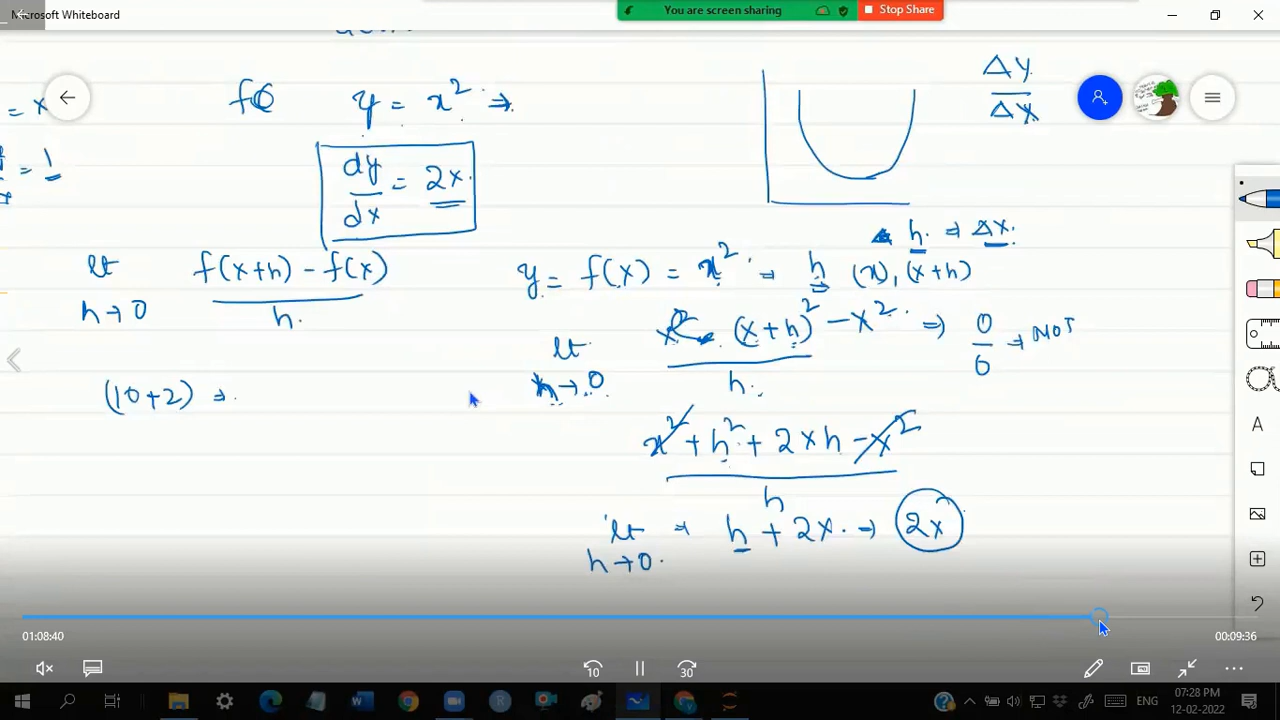 Microsoft Whiteboard
You are screen sharing
Stop Share
y = x² ⇒
Δy
ΔX
= x
= 1
dy/dx = 2x.
h. ⇒ Δx.
lt h→0 f(x+h) - f(x) / h.
y = f(x) = x² ⇒ h (x), (x+h)
lt h→0 (x+h)² - x² / h. ⇒ 0/0 ⇒ NOT
(10+2) ⇒
x² + h² + 2xh - x² / h
lt h→0 ⇒ h + 2x. ⇒ 2x
A
01:08:40
00:09:36
10
30
ENG
07:28 PM
12-02-2022